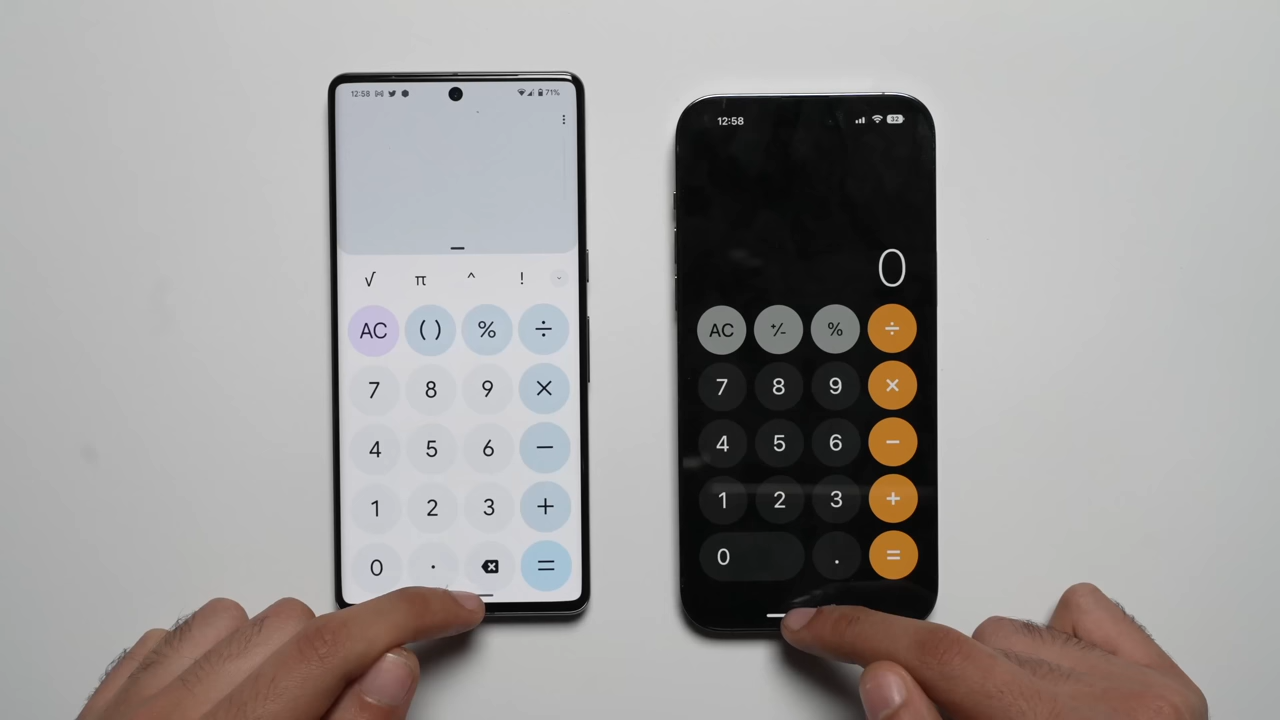 12:58
71%
√ π ^ !
AC ( ) % ÷
7 8 9 ×
4 5 6 −
1 2 3 +
0 . =
12:58
32
0
AC +/− % ÷
7 8 9 ×
4 5 6 −
1 2 3 +
0 . =